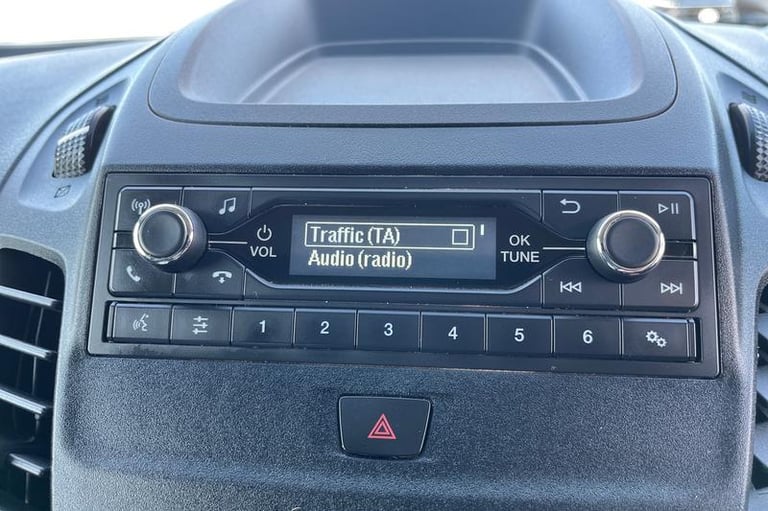 Traffic (TA)
Audio (radio)
VOL
OK
TUNE
1 2 3 4 5 6